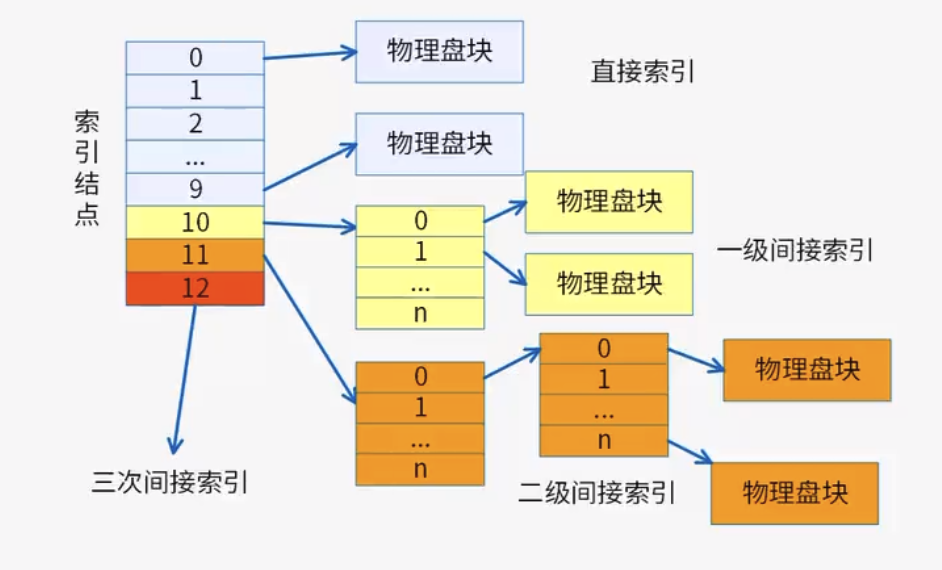 索引结点
0
1
2
...
9
10
11
12
物理盘块
物理盘块
直接索引
0
1
...
n
物理盘块
物理盘块
一级间接索引
0
1
...
n
0
1
...
n
物理盘块
物理盘块
二级间接索引
三次间接索引